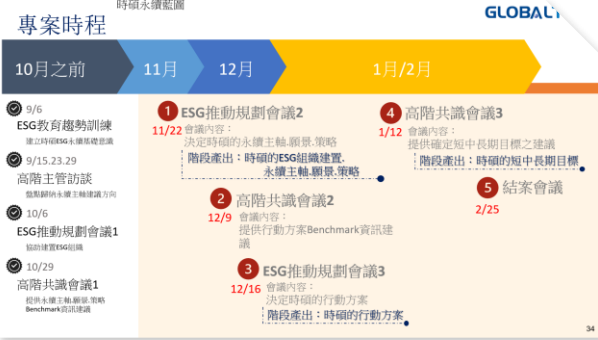 時碩永續藍圖
專案時程
10月之前
11月
12月
1月/2月
9/6
ESG教育趨勢訓練
建立時碩ESG永續基礎意識
9/15.23.29
高階主管訪談
盤點歸納永續主軸建議方向
10/6
ESG推動規劃會議1
協助建置ESG組織
10/29
高階共識會議1
提供永續主軸.願景.策略
Benchmark資訊建議
1
ESG推動規劃會議2
11/22
會議內容：
決定時碩的永續主軸.願景.策略
階段產出：時碩的ESG組織建置.
永續主軸.願景.策略
2
高階共識會議2
12/9
會議內容：
提供行動方案Benchmark資訊建
議
3
ESG推動規劃會議3
12/16
會議內容：
決定時碩的行動方案
階段產出：時碩的行動方案
4
高階共識會議3
1/12
會議內容：
提供確定短中長期目標之建議
階段產出：時碩的短中長期目標
5
結案會議
2/25
34